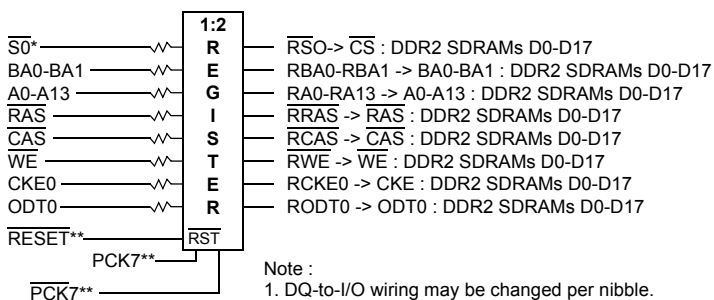 1:2
S0* R RSO-> CS : DDR2 SDRAMs D0-D17
BA0-BA1 E RBA0-RBA1 -> BA0-BA1 : DDR2 SDRAMs D0-D17
A0-A13 G RA0-RA13 -> A0-A13 : DDR2 SDRAMs D0-D17
RAS I RRAS -> RAS : DDR2 SDRAMs D0-D17
CAS S RCAS -> CAS : DDR2 SDRAMs D0-D17
WE T RWE -> WE : DDR2 SDRAMs D0-D17
CKE0 E RCKE0 -> CKE : DDR2 SDRAMs D0-D17
ODT0 R RODT0 -> ODT0 : DDR2 SDRAMs D0-D17
RESET** RST
PCK7**
PCK7**
Note :
1. DQ-to-I/O wiring may be changed per nibble.